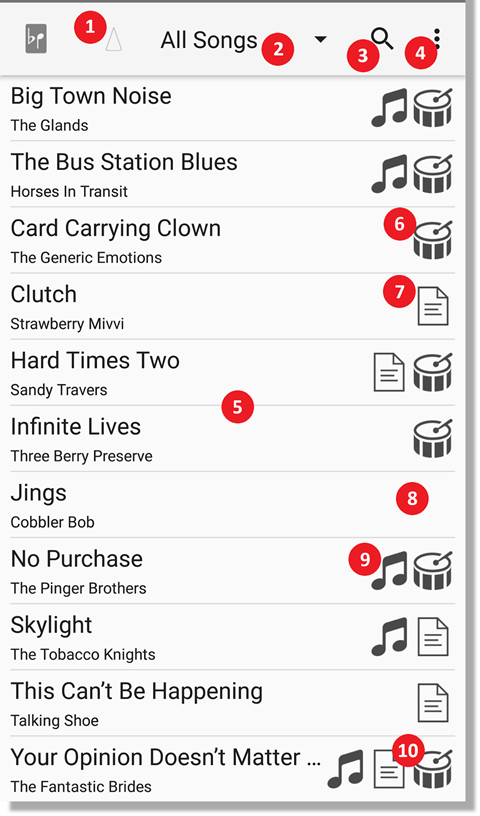 bp
1
All Songs
2
3
4
Big Town Noise
The Glands
The Bus Station Blues
Horses In Transit
Card Carrying Clown
6
The Generic Emotions
Clutch
7
Strawberry Mivvi
Hard Times Two
Sandy Travers
5
Infinite Lives
Three Berry Preserve
Jings
8
Cobbler Bob
No Purchase
9
The Pinger Brothers
Skylight
The Tobacco Knights
This Can’t Be Happening
Talking Shoe
Your Opinion Doesn’t Matter ...
10
The Fantastic Brides